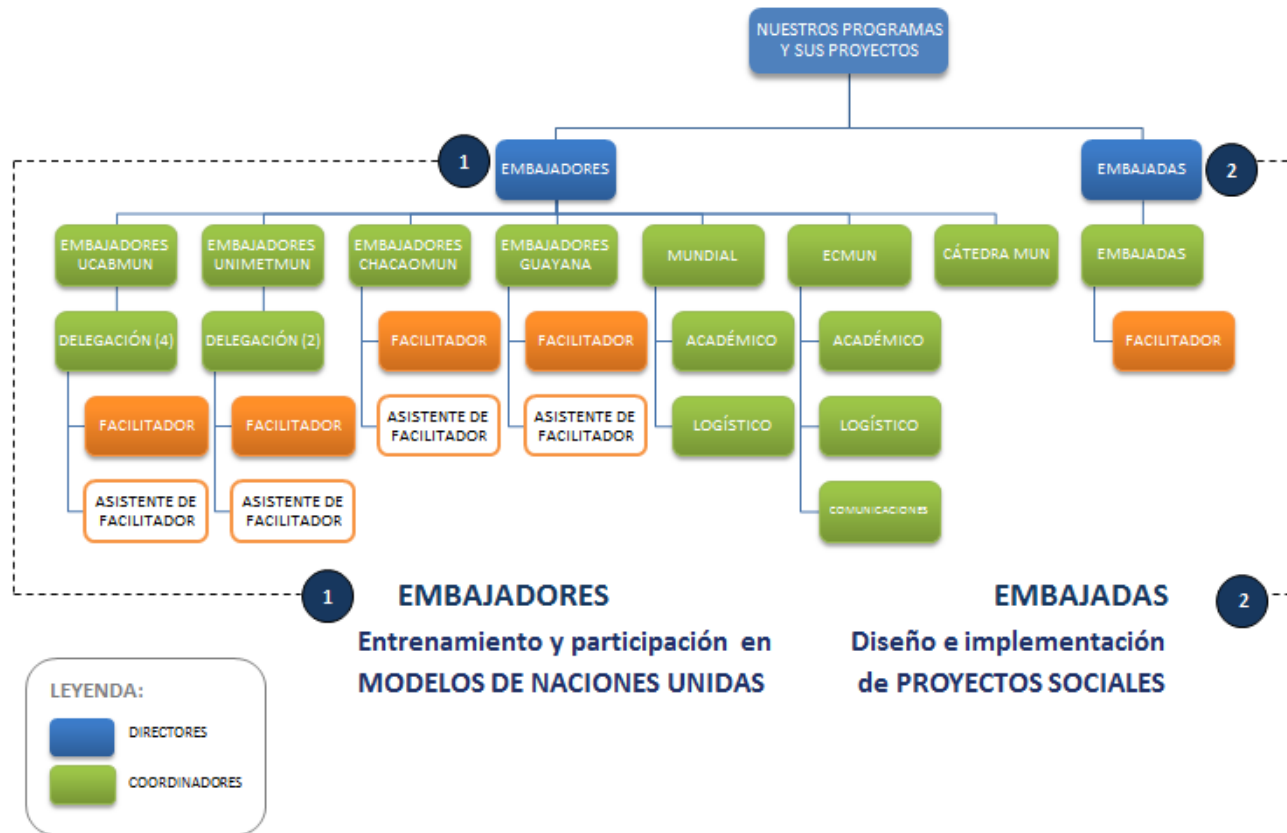 NUESTROS PROGRAMAS
Y SUS PROYECTOS
1
EMBAJADORES
EMBAJADAS
2
EMBAJADORES
UCABMUN
EMBAJADORES
UNIMETMUN
EMBAJADORES
CHACAOMUN
EMBAJADORES
GUAYANA
MUNDIAL
ECMUN
CÁTEDRA MUN
EMBAJADAS
DELEGACIÓN (4)
DELEGACIÓN (2)
FACILITADOR
FACILITADOR
ACADÉMICO
ACADÉMICO
FACILITADOR
FACILITADOR
FACILITADOR
ASISTENTE DE
FACILITADOR
ASISTENTE DE
FACILITADOR
LOGÍSTICO
LOGÍSTICO
ASISTENTE DE
FACILITADOR
ASISTENTE DE
FACILITADOR
COMUNICACIONES
1
EMBAJADORES
Entrenamiento y participación en
MODELOS DE NACIONES UNIDAS
EMBAJADAS
2
Diseño e implementación
de PROYECTOS SOCIALES
LEYENDA:
DIRECTORES
COORDINADORES